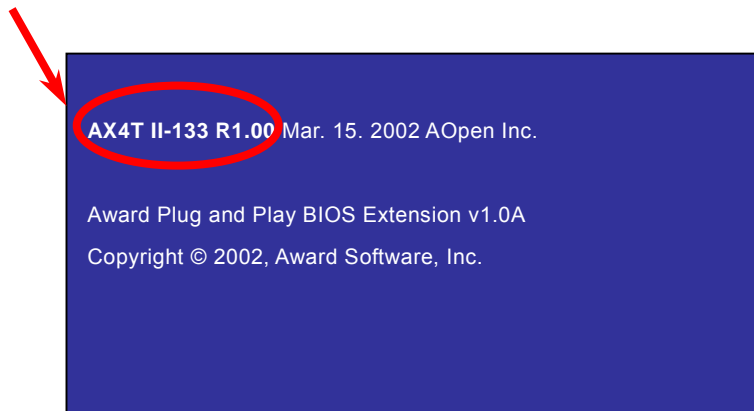 AX4T II-133 R1.00 Mar. 15. 2002 AOpen Inc.
Award Plug and Play BIOS Extension v1.0A
Copyright © 2002, Award Software, Inc.